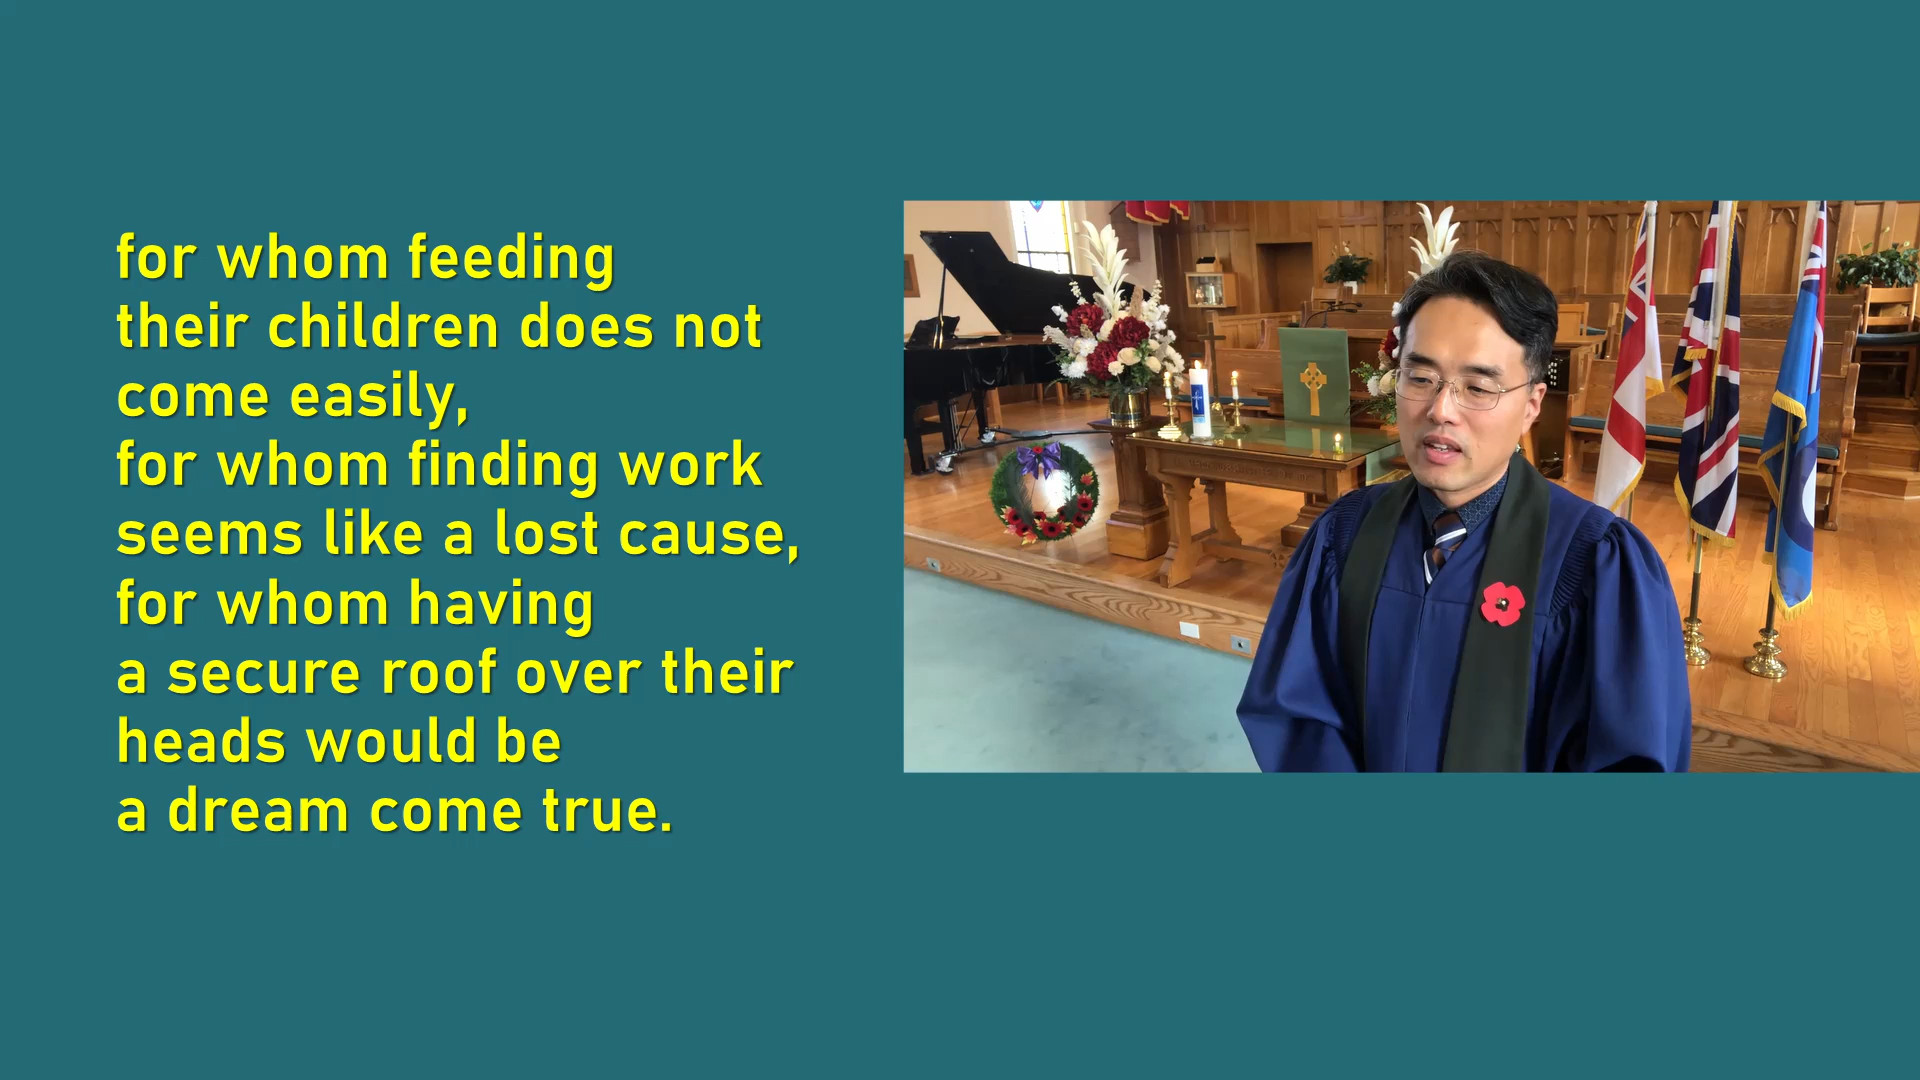 for whom feeding
their children does not
come easily,
for whom finding work
seems like a lost cause,
for whom having
a secure roof over their
heads would be
a dream come true.